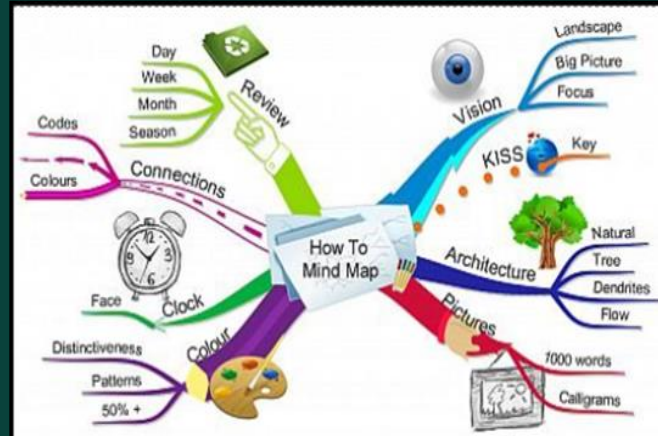 How To
Mind Map
Vision
Landscape
Big Picture
Focus
KISS
Key
Architecture
Natural
Tree
Dendrites
Flow
Pictures
1000 words
Calligrams
Colour
Distinctiveness
Patterns
50% +
Clock
Face
Connections
Codes
Colours
Review
Day
Week
Month
Season